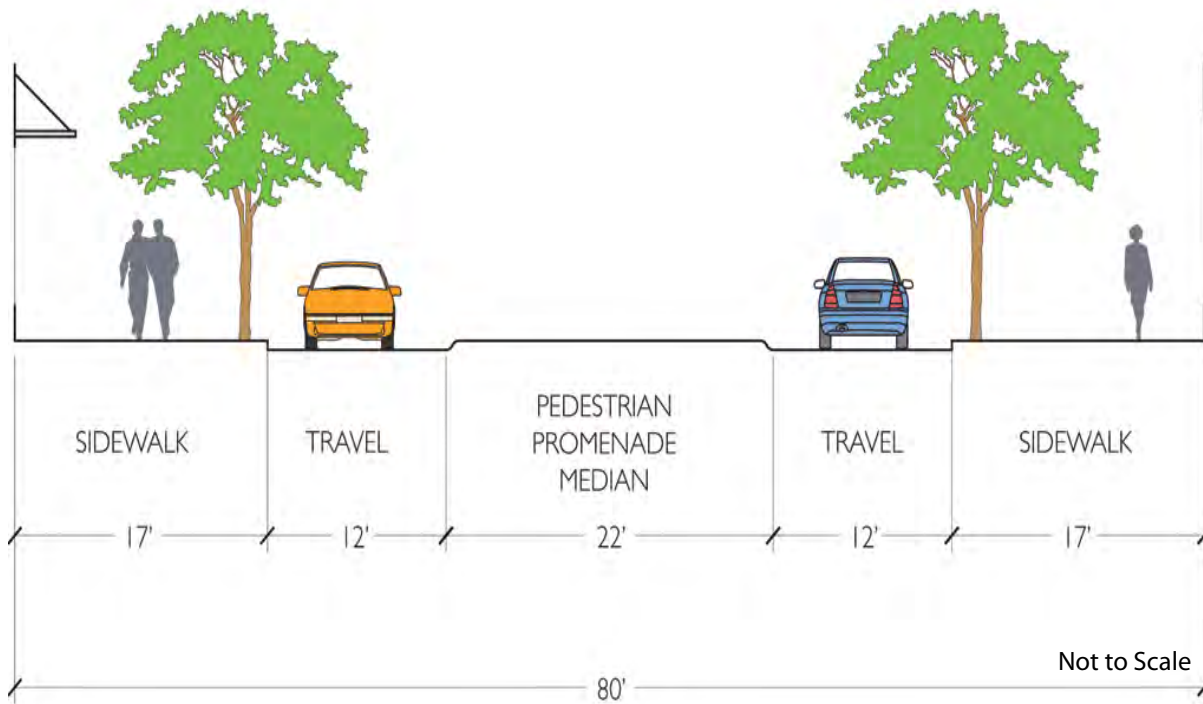 SIDEWALK
TRAVEL
PEDESTRIAN
PROMENADE
MEDIAN
TRAVEL
SIDEWALK
17'
12'
22'
12'
17'
Not to Scale
80'